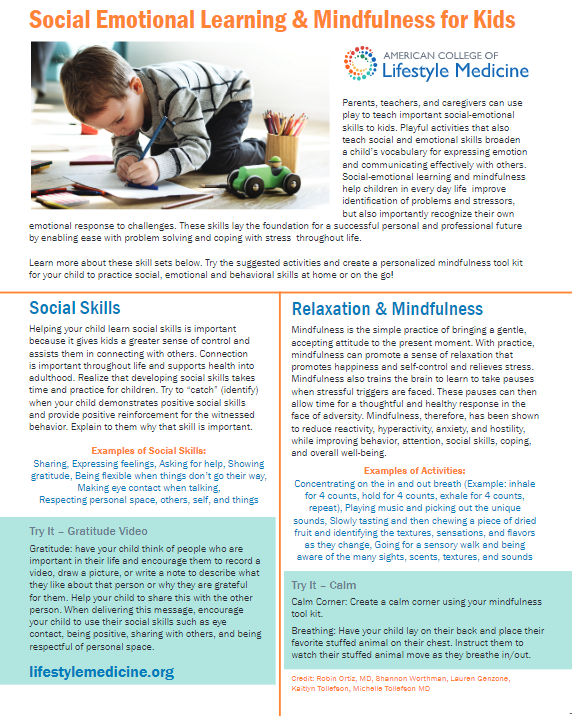 Social Emotional Learning & Mindfulness for Kids
AMERICAN COLLEGE OF
Lifestyle Medicine
Parents, teachers, and caregivers can use
play to teach important social-emotional
skills to kids. Playful activities that also
teach social and emotional skills broaden
a child's vocabulary for expressing emotion
and communicating effectively with others.
Social-emotional learning and mindfulness
help children in every day life improve
identification of problems and stressors,
but also importantly recognize their own
emotional response to challenges. These skills lay the foundation for a successful personal and professional future
by enabling ease with problem solving and coping with stress throughout life.
Learn more about these skill sets below. Try the suggested activities and create a personalized mindfulness tool kit
for your child to practice social, emotional and behavioral skills at home or on the go!
Social Skills
Helping your child learn social skills is important
because it gives kids a greater sense of control and
assists them in connecting with others. Connection
is important throughout life and supports health into
adulthood. Realize that developing social skills takes
time and practice for children. Try to "catch" (identify)
when your child demonstrates positive social skills
and provide positive reinforcement for the witnessed
behavior. Explain to them why that skill is important.
Examples of Social Skills:
Sharing, Expressing feelings, Asking for help, Showing
gratitude, Being flexible when things don't go their way,
Making eye contact when talking,
Respecting personal space, others, self, and things
Try It – Gratitude Video
Gratitude: have your child think of people who are
important in their life and encourage them to record a
video, draw a picture, or write a note to describe what
they like about that person or why they are grateful
for them. Help your child to share this with the other
person. When delivering this message, encourage
your child to use their social skills such as eye
contact, being positive, sharing with others, and being
respectful of personal space.
lifestylemedicine.org
Relaxation & Mindfulness
Mindfulness is the simple practice of bringing a gentle,
accepting attitude to the present moment. With practice,
mindfulness can promote a sense of relaxation that
promotes happiness and self-control and relieves stress.
Mindfulness also trains the brain to learn to take pauses
when stressful triggers are faced. These pauses can then
allow time for a thoughtful and healthy response in the
face of adversity. Mindfulness, therefore, has been shown
to reduce reactivity, hyperactivity, anxiety, and hostility,
while improving behavior, attention, social skills, coping,
and overall well-being.
Examples of Activities:
Concentrating on the in and out breath (Example: inhale
for 4 counts, hold for 4 counts, exhale for 4 counts,
repeat), Playing music and picking out the unique
sounds, Slowly tasting and then chewing a piece of dried
fruit and identifying the textures, sensations, and flavors
as they change, Going for a sensory walk and being
aware of the many sights, scents, textures, and sounds
Try It – Calm
Calm Corner: Create a calm corner using your mindfulness
tool kit.
Breathing: Have your child lay on their back and place their
favorite stuffed animal on their chest. Instruct them to
watch their stuffed animal move as they breathe in/out.
Credit: Robin Ortiz, MD, Shannon Worthman, Lauren Genzone,
Kaitlyn Tollefson, Michelle Tollefson MD